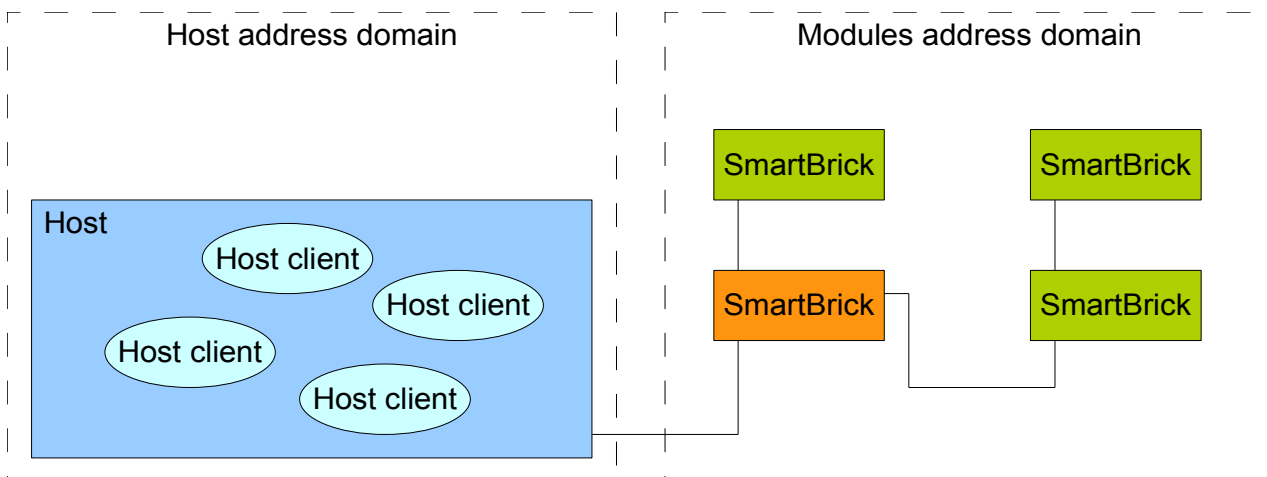 Host address domain
Modules address domain
SmartBrick
SmartBrick
Host
Host client
Host client
Host client
Host client
SmartBrick
SmartBrick